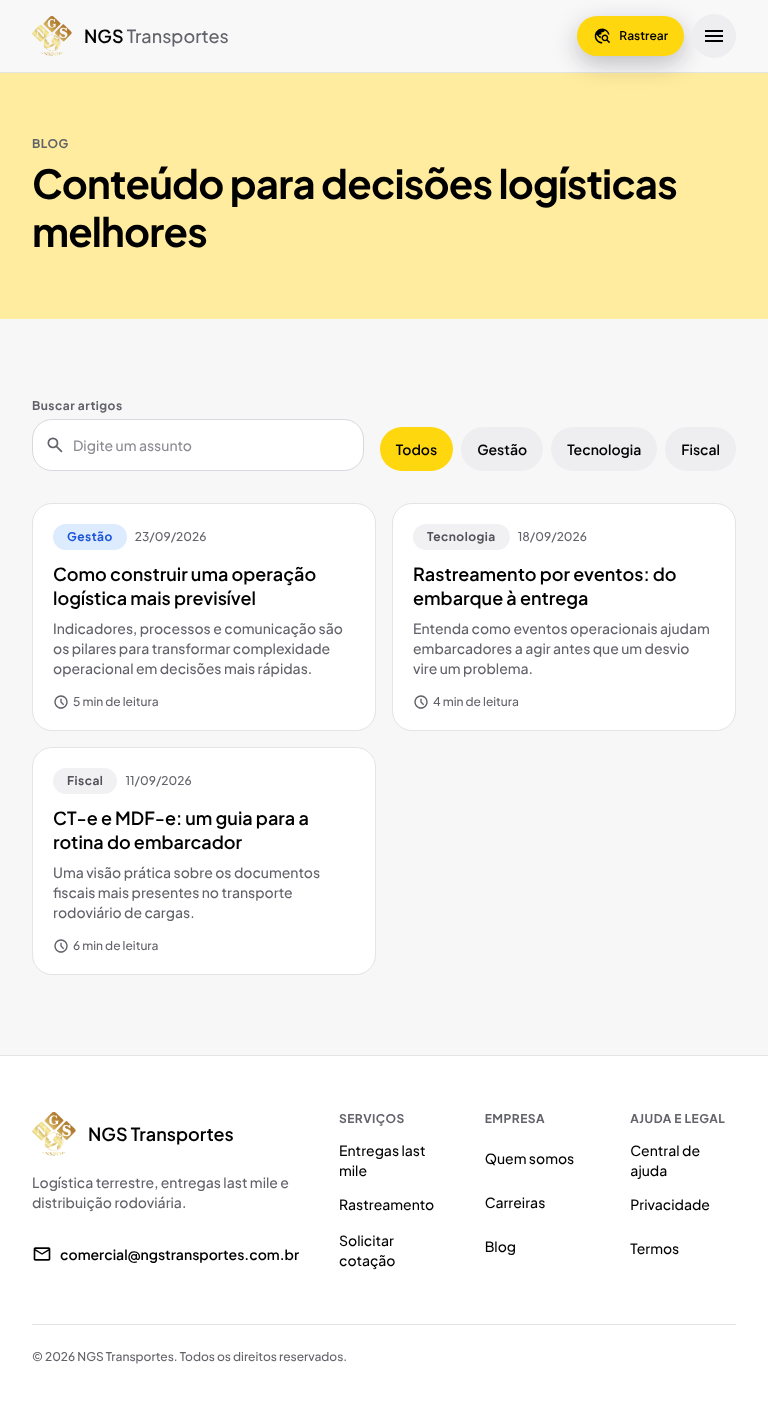 NGS
NGS Transportes
Rastrear
BLOG
Conteúdo para decisões logísticas
melhores
Buscar artigos
Digite um assunto
Todos
Gestão
Tecnologia
Fiscal
Gestão
23/09/2026
Como construir uma operação
logística mais previsível
Indicadores, processos e comunicação são
os pilares para transformar complexidade
operacional em decisões mais rápidas.
5 min de leitura
Tecnologia
18/09/2026
Rastreamento por eventos: do
embarque à entrega
Entenda como eventos operacionais ajudam
embarcadores a agir antes que um desvio
vire um problema.
4 min de leitura
Fiscal
11/09/2026
CT-e e MDF-e: um guia para a
rotina do embarcador
Uma visão prática sobre os documentos
fiscais mais presentes no transporte
rodoviário de cargas.
6 min de leitura
NGS
NGS Transportes
Logística terrestre, entregas last mile e
distribuição rodoviária.
comercial@ngstransportes.com.br
SERVIÇOS
Entregas last
mile
Rastreamento
Solicitar
cotação
EMPRESA
Quem somos
Carreiras
Blog
AJUDA E LEGAL
Central de
ajuda
Privacidade
Termos
© 2026 NGS Transportes. Todos os direitos reservados.